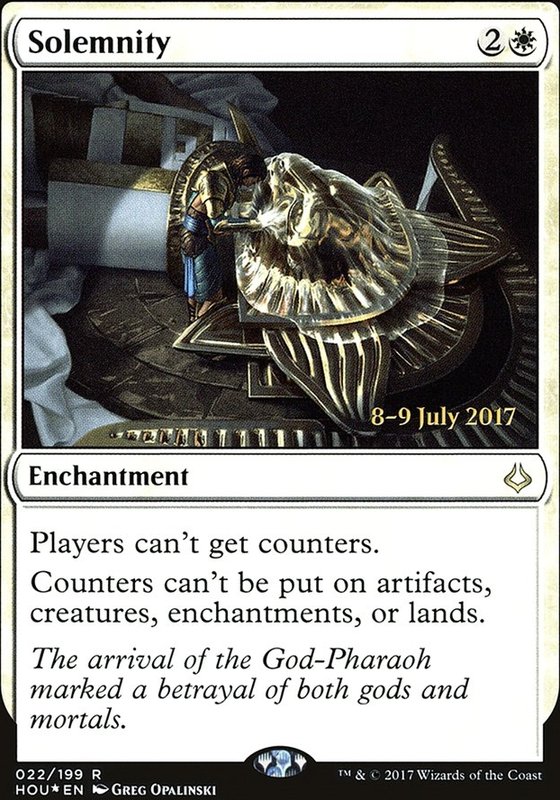 Solemnity 2
8-9 July 2017
Enchantment
Players can't get counters.
Counters can't be put on artifacts,
creatures, enchantments, or lands.
The arrival of the God-Pharaoh
marked a betrayal of both gods and
mortals.
022/199 R
HOU★EN Greg Opalinski
™ & © 2017 Wizards of the Coast